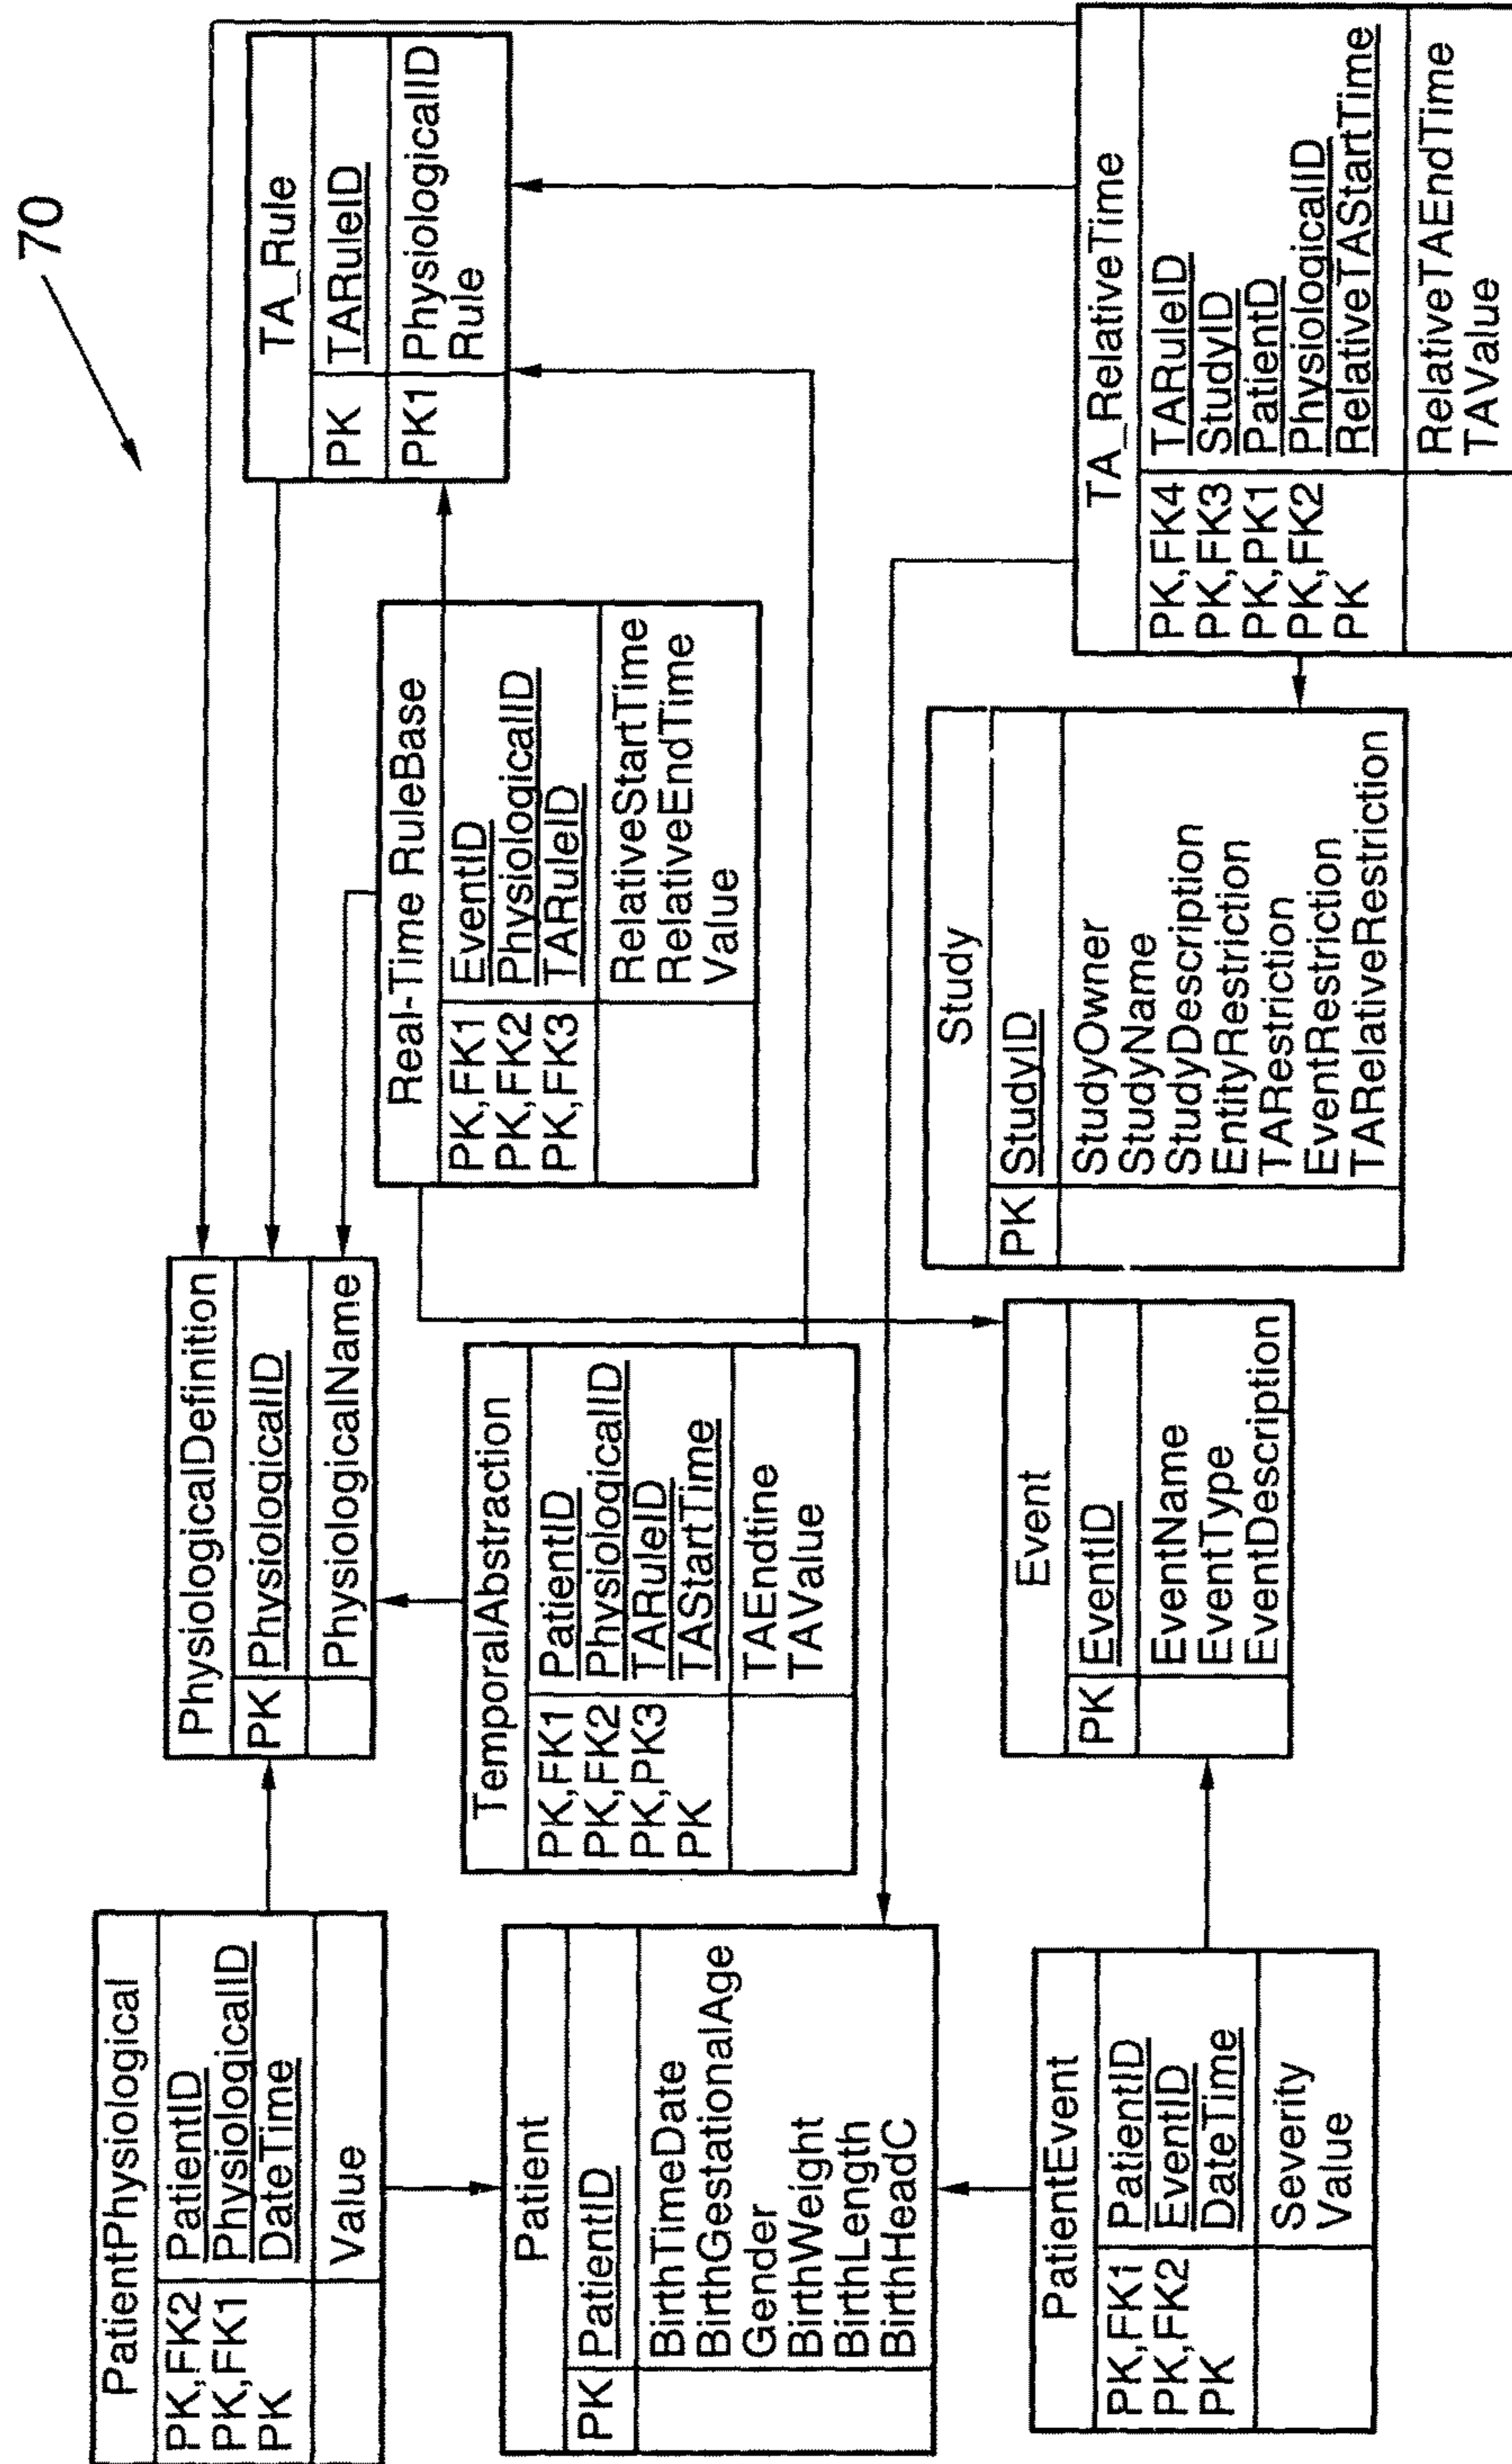 70
PatientPhysiological
PK,FK2 PatientID
PK,FK1 PhysiologicalID
PK DateTime
Value
PhysiologicalDefinition
PK PhysiologicalID
PhysiologicalName
TA_Rule
PK TARuleID
PK1 PhysiologicalID
Rule
Real-Time RuleBase
PK,FK1 EventID
PK,FK2 PhysiologicalID
PK,FK3 TARuleID
RelativeStartTime
RelativeEndTime
Value
TemporalAbstraction
PK,FK1 PatientID
PK,FK2 PhysiologicalID
PK,PK3 TARuleID
PK TAStartTime
TAEndtine
TAValue
Patient
PK PatientID
BirthTimeDate
BirthGestationalAge
Gender
BirthWeight
BirthLength
BirthHeadC
Study
PK StudyID
StudyOwner
StudyName
StudyDescription
EntityRestriction
TARestriction
EventRestriction
TARelativeRestriction
Event
PK EventID
EventName
EventType
EventDescription
PatientEvent
PK,FK1 PatientID
PK,FK2 EventID
PK DateTime
Severity
Value
TA_RelativeTime
PK,FK4 TARuleID
PK,FK3 StudyID
PK,PK1 PatientD
PK,FK2 PhysiologicalID
PK RelativeTAStartTime
RelativeTAEndTime
TAValue